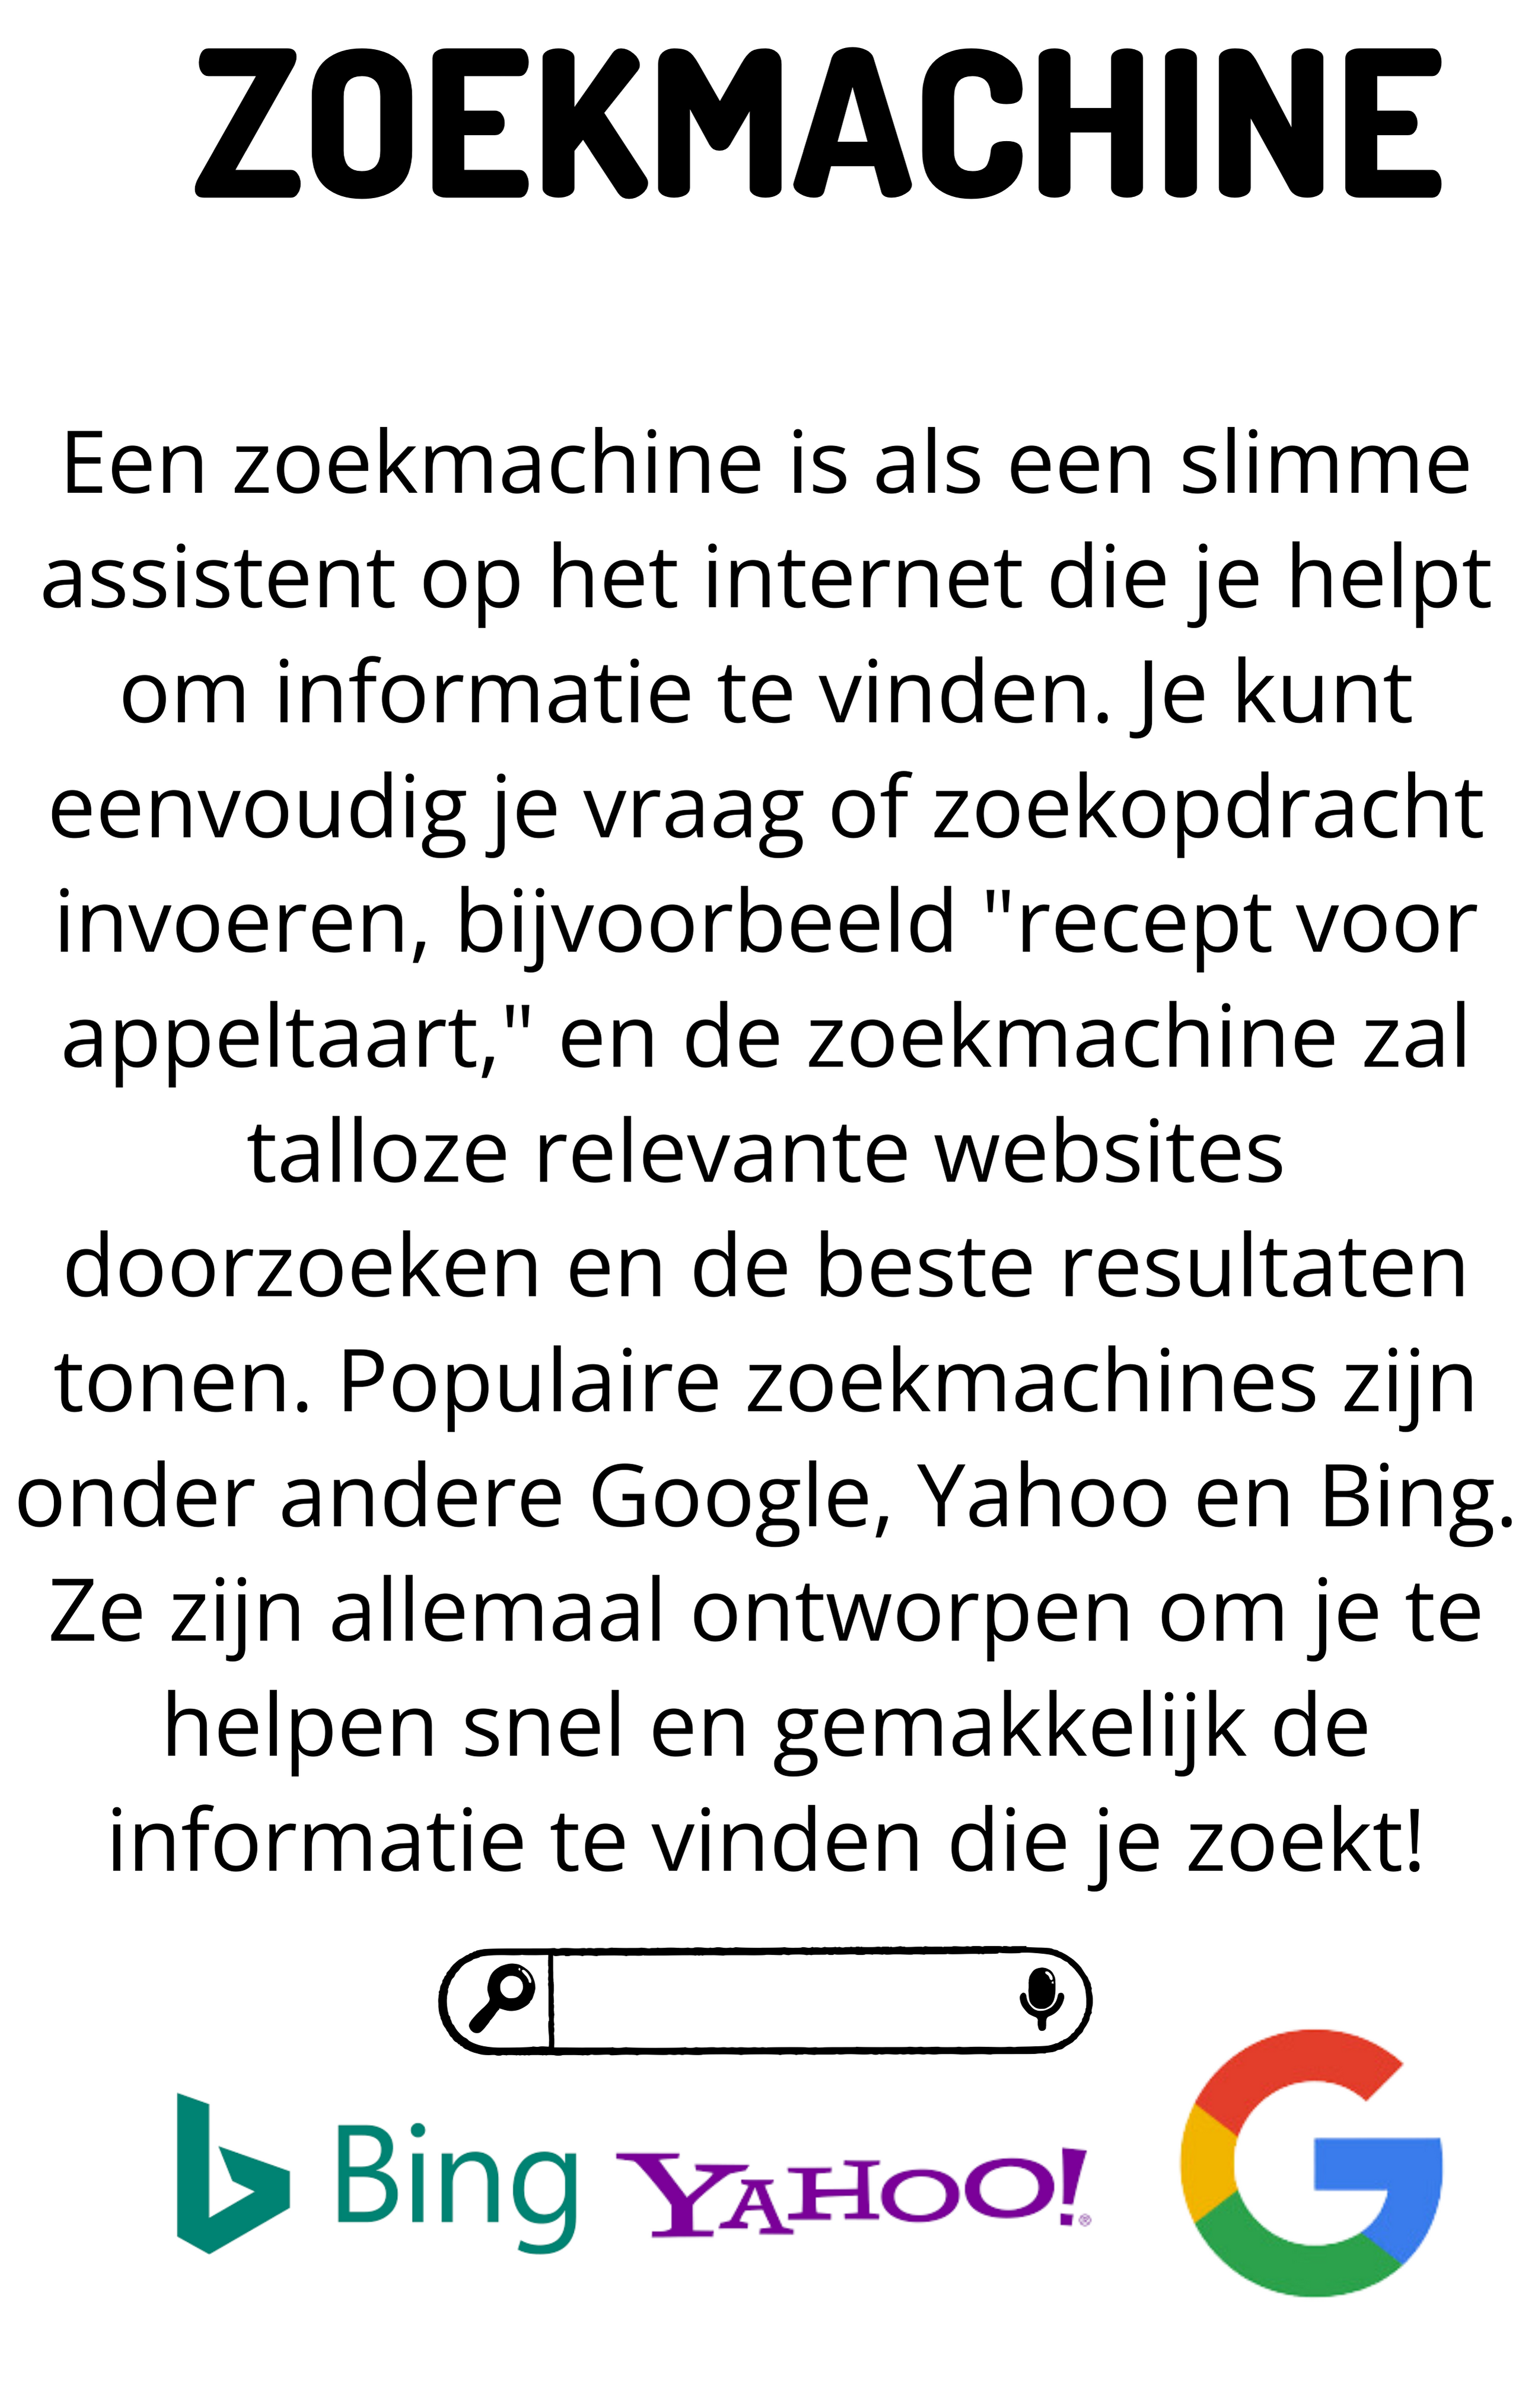 ZOEKMACHINE
Een zoekmachine is als een slimme
assistent op het internet die je helpt
om informatie te vinden. Je kunt
eenvoudig je vraag of zoekopdracht
invoeren, bijvoorbeeld "recept voor
appeltaart," en de zoekmachine zal
talloze relevante websites
doorzoeken en de beste resultaten
tonen. Populaire zoekmachines zijn
onder andere Google, Yahoo en Bing.
Ze zijn allemaal ontworpen om je te
helpen snel en gemakkelijk de
informatie te vinden die je zoekt!
b Bing YAHOO!® G